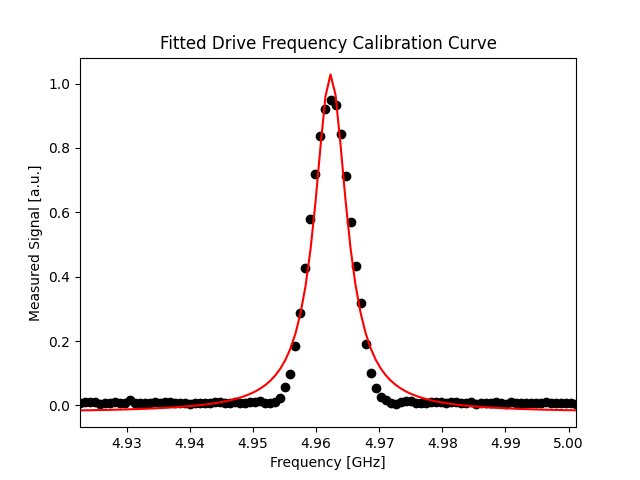 Fitted Drive Frequency Calibration Curve
Measured Signal [a.u.]
1.0
0.8
0.6
0.4
0.2
0.0
4.93 4.94 4.95 4.96 4.97 4.98 4.99 5.00
Frequency [GHz]